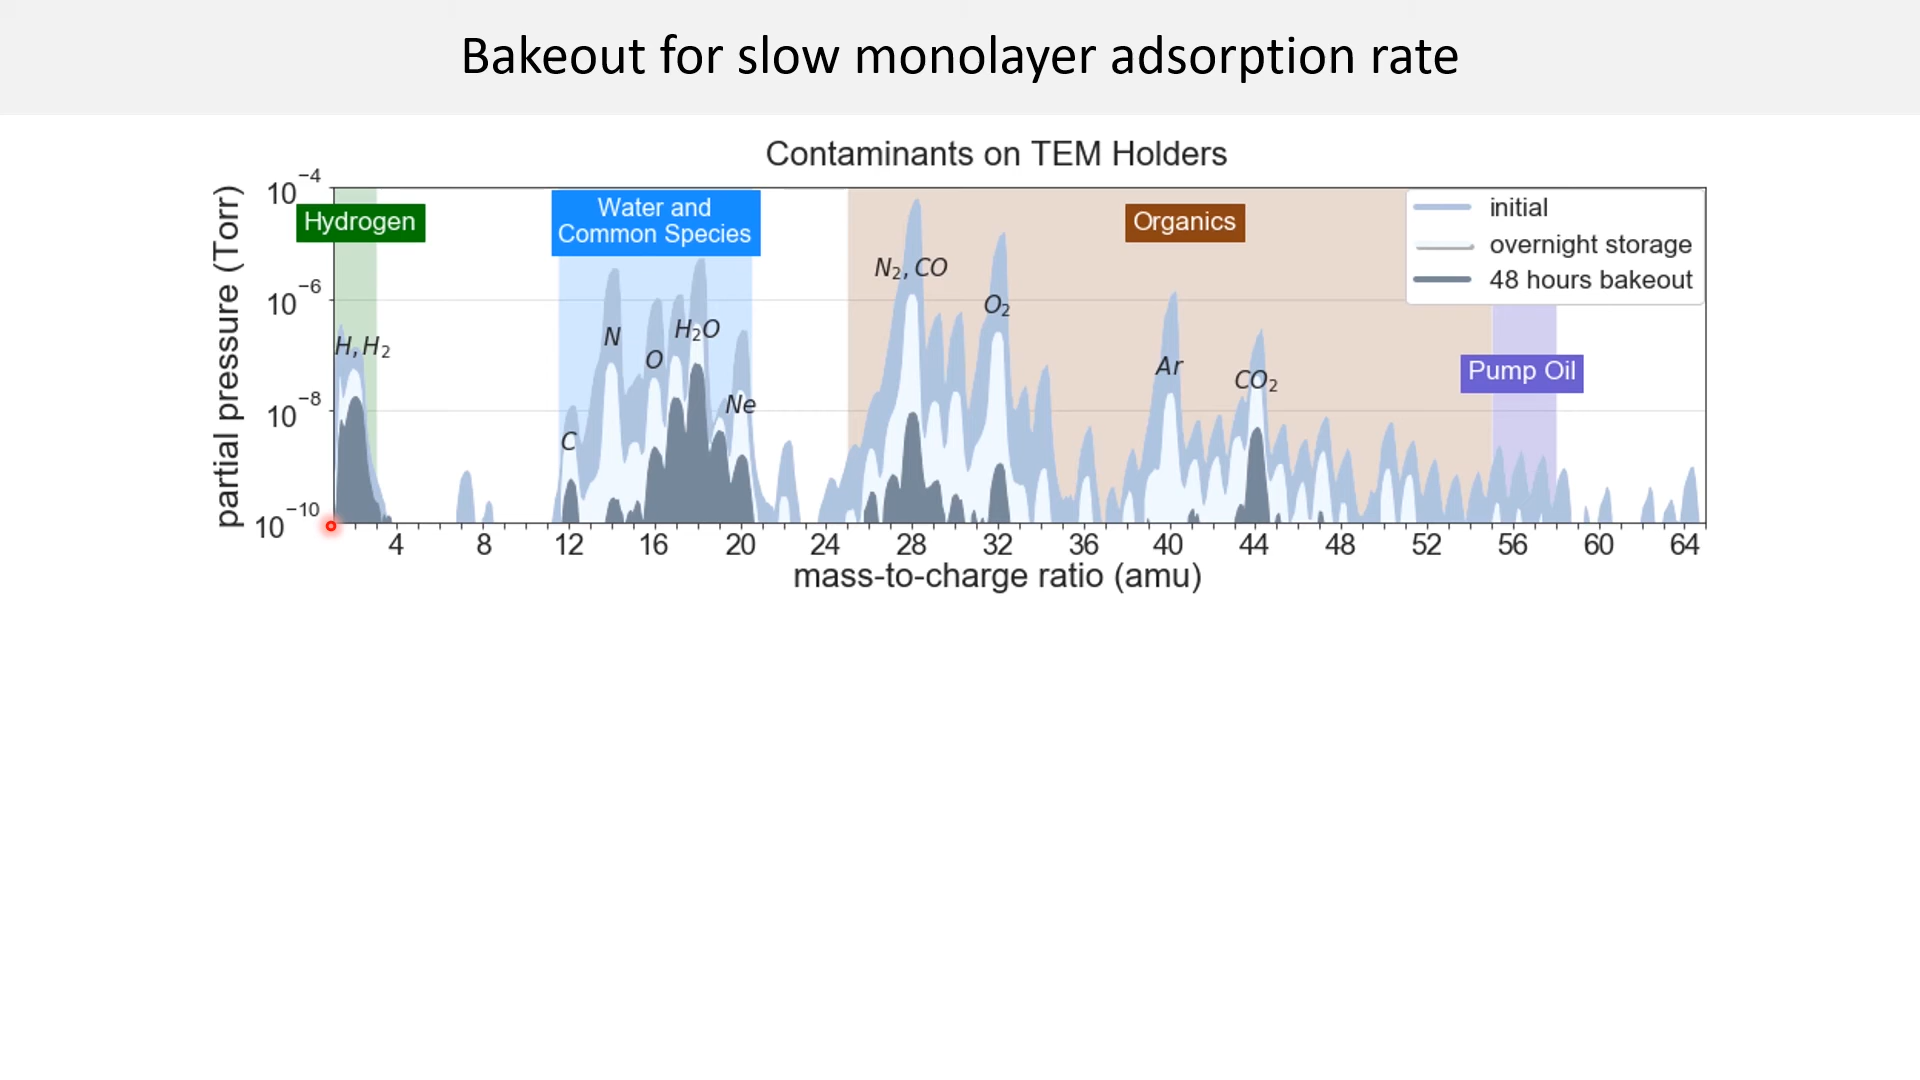 Bakeout for slow monolayer adsorption rate
Contaminants on TEM Holders
partial pressure (Torr)
10⁻⁴
10⁻⁶
10⁻⁸
10⁻¹⁰
Hydrogen
Water and
Common Species
Organics
Pump Oil
initial
overnight storage
48 hours bakeout
H, H₂
C
N
O
H₂O
Ne
N₂, CO
O₂
Ar
CO₂
4 8 12 16 20 24 28 32 36 40 44 48 52 56 60 64
mass-to-charge ratio (amu)